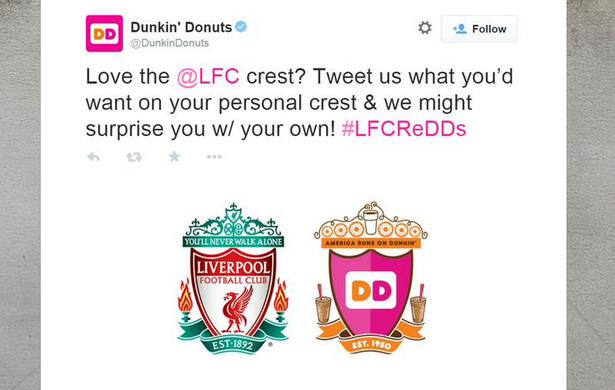 DD
Dunkin' Donuts
@DunkinDonuts
Follow
Love the @LFC crest? Tweet us what you'd
want on your personal crest & we might
surprise you w/ your own! #LFCReDDs
YOU'LL NEVER WALK ALONE
LIVERPOOL
FOOTBALL CLUB
EST·1892
®
AMERICA RUNS ON DUNKIN'
DD
EST. 1950